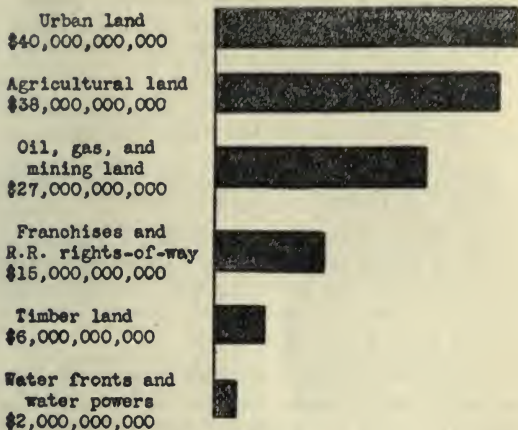 Urban land
$40,000,000,000
Agricultural land
$38,000,000,000
Oil, gas, and
mining land
$27,000,000,000
Franchises and
R.R. rights-of-way
$15,000,000,000
Timber land
$6,000,000,000
Water fronts and
water powers
$2,000,000,000